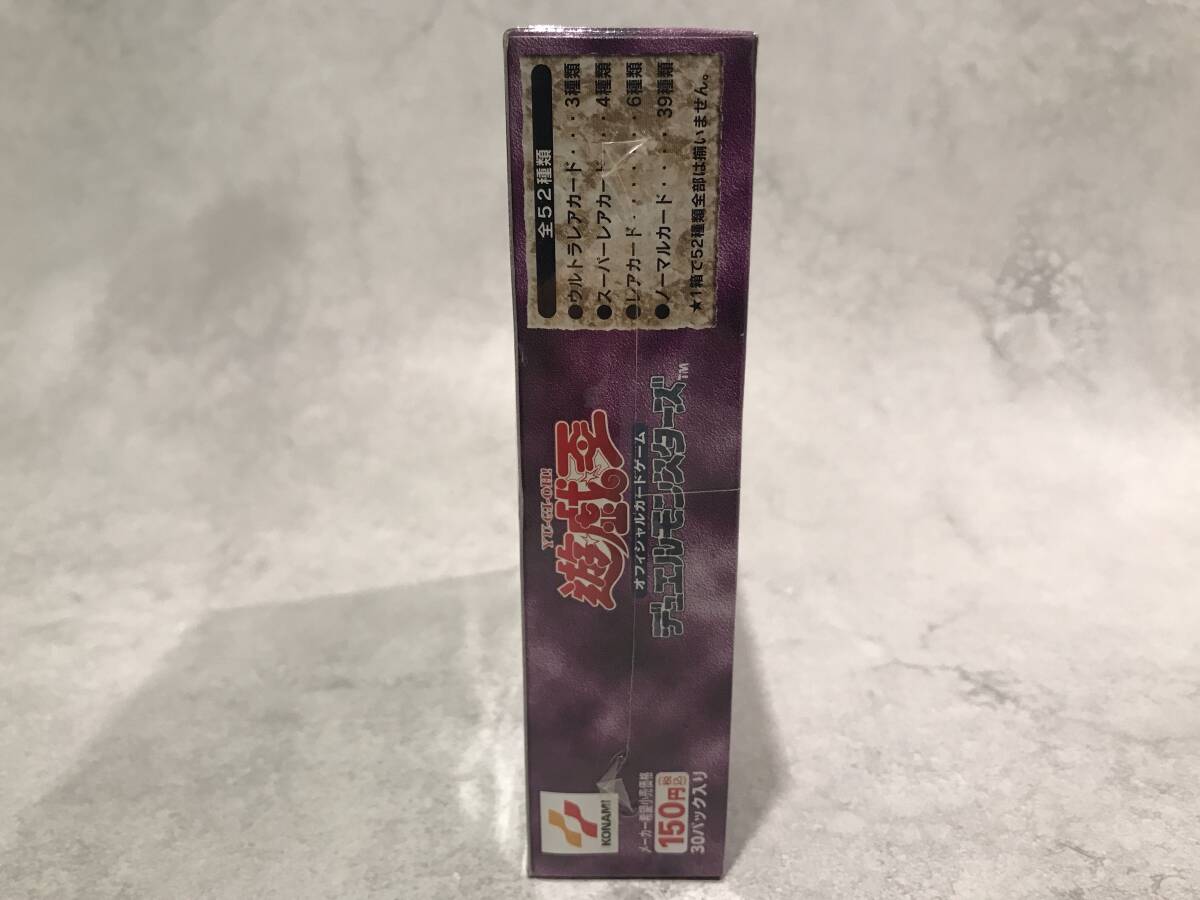 全52種類
●ウルトラレアカード・・・3種類
●スーパーレアカード・・・4種類
●レアカード・・・・・・・6種類
●ノーマルカード・・・・39種類
★1箱で52種類全部は揃いません。
YU-GI-OH!
遊戯王
オフィシャルカードゲーム
デュエルモンスターズ™
KONAMI
メーカー希望小売価格
150円税込
30パック入り